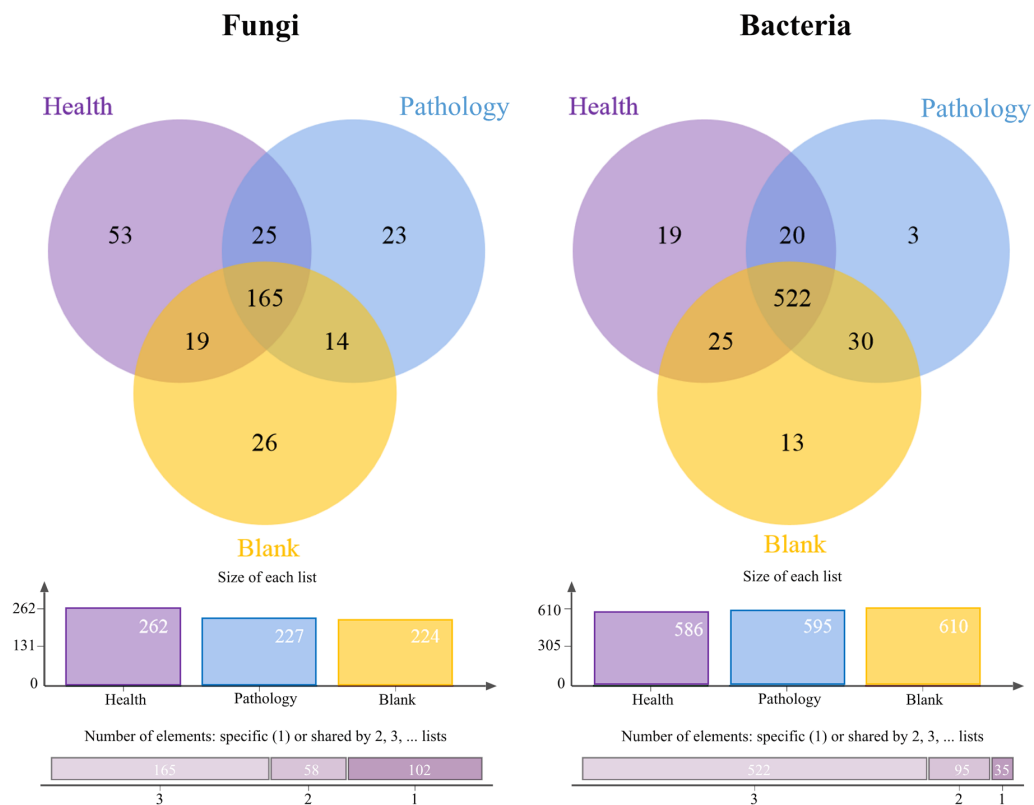 Fungi
Health
Pathology
53
25
23
165
19
14
26
Blank
Size of each list
262
131
0
262
227
224
Health
Pathology
Blank
Number of elements: specific (1) or shared by 2, 3, ... lists
165
58
102
3
2
1
Bacteria
Health
Pathology
19
20
3
522
25
30
13
Blank
Size of each list
610
305
0
586
595
610
Health
Pathology
Blank
Number of elements: specific (1) or shared by 2, 3, ... lists
522
95
35
3
2
1